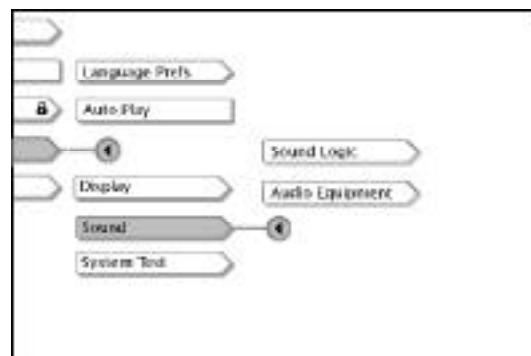 Language Prefs
Auto Play
Sound Logic
Display
Audio Equipment
Sound
System Test